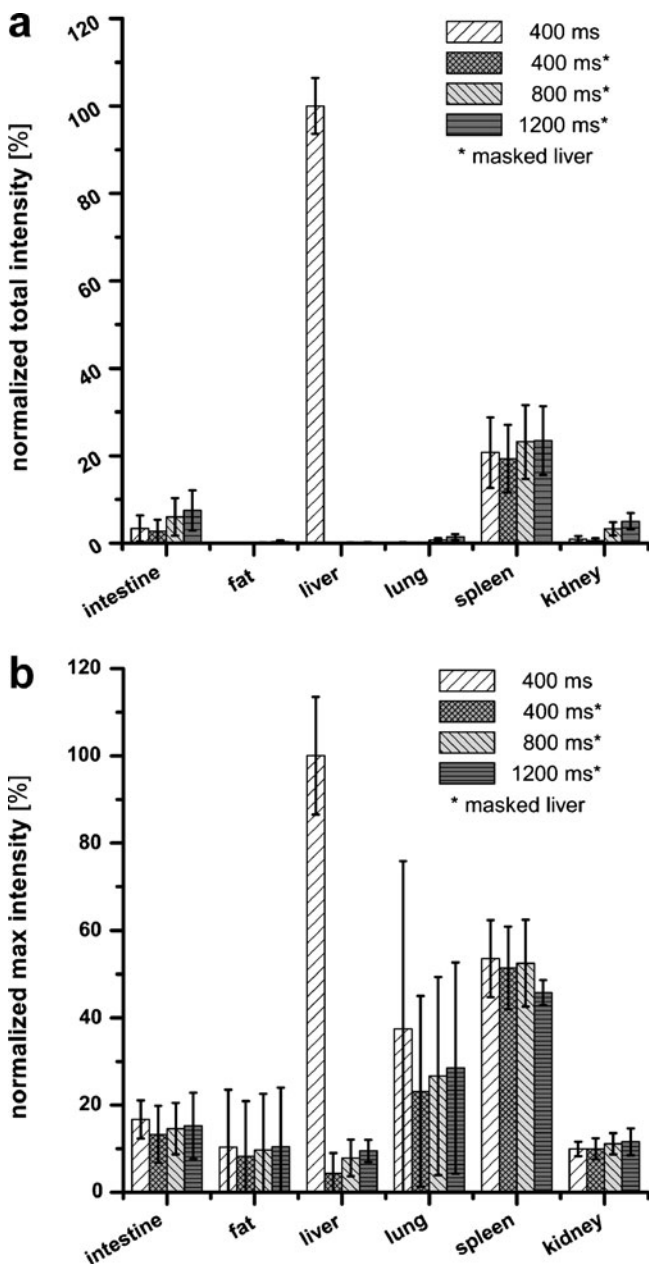 a
normalized total intensity [%]
120
100
80
60
40
20
0
400 ms
400 ms*
800 ms*
1200 ms*
* masked liver
intestine
fat
liver
lung
spleen
kidney
b
normalized max intensity [%]
120
100
80
60
40
20
0
400 ms
400 ms*
800 ms*
1200 ms*
* masked liver
intestine
fat
liver
lung
spleen
kidney